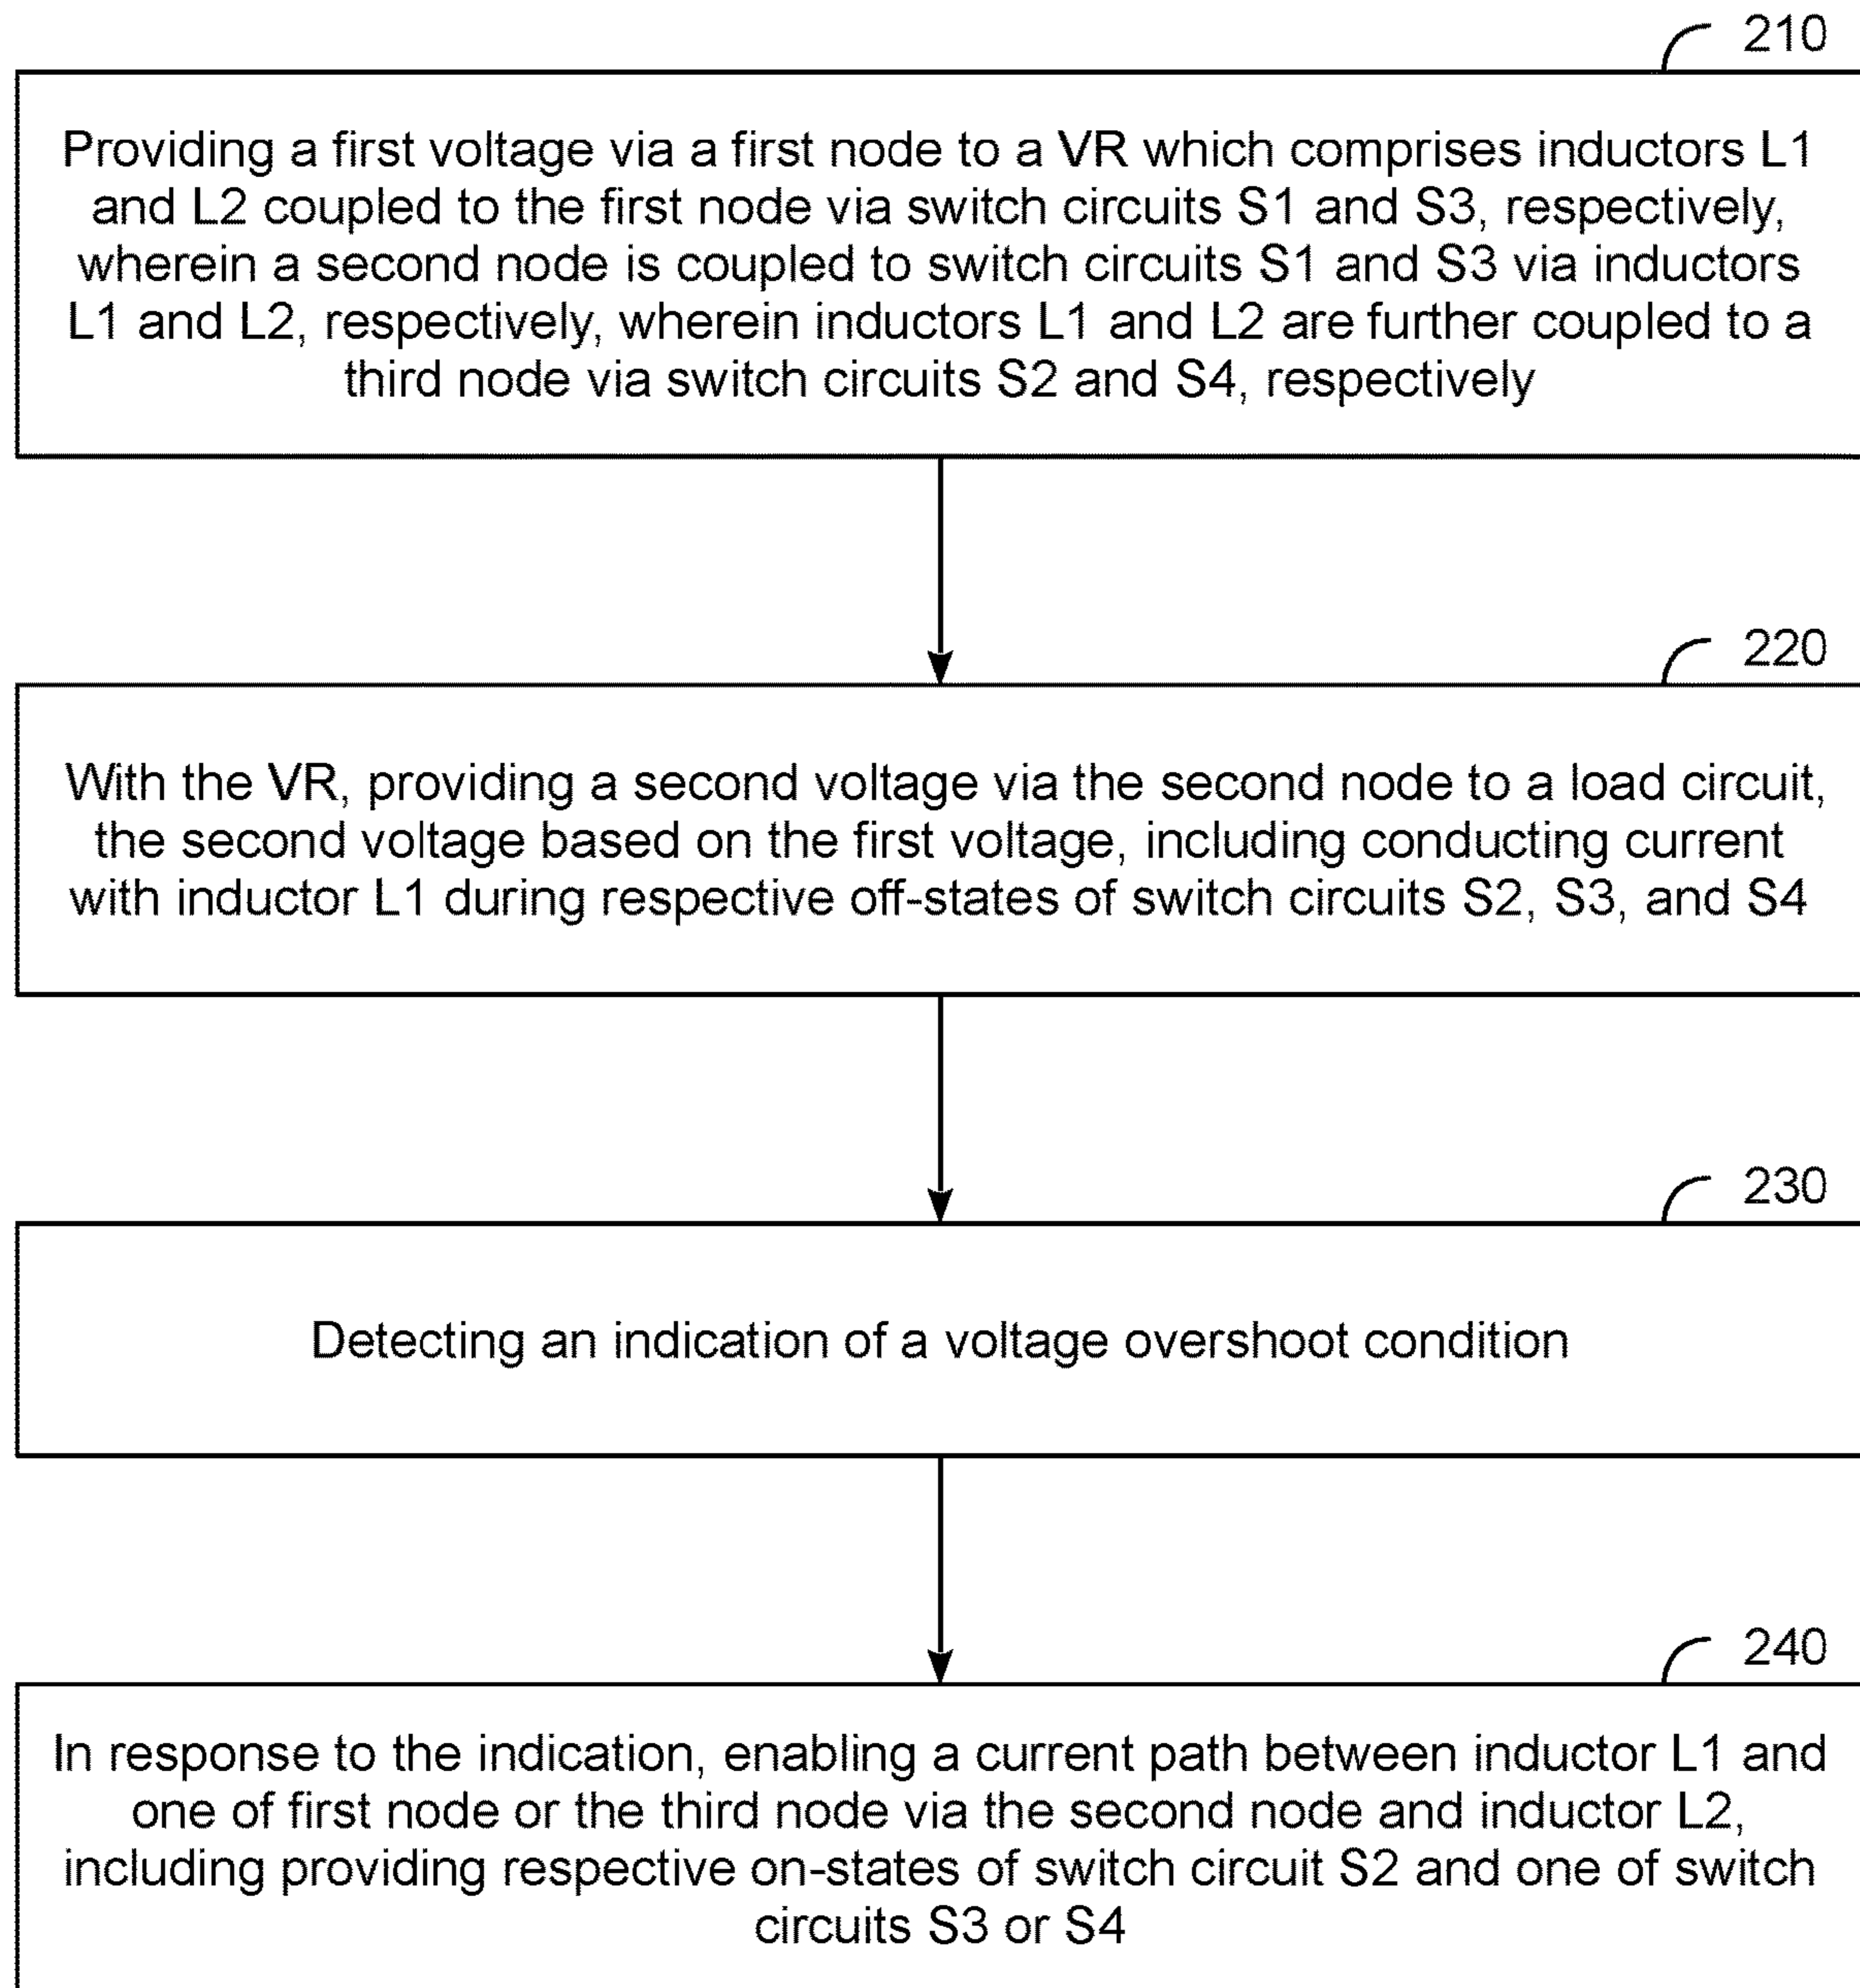 210
Providing a first voltage via a first node to a VR which comprises inductors L1
and L2 coupled to the first node via switch circuits S1 and S3, respectively,
wherein a second node is coupled to switch circuits S1 and S3 via inductors
L1 and L2, respectively, wherein inductors L1 and L2 are further coupled to a
third node via switch circuits S2 and S4, respectively
220
With the VR, providing a second voltage via the second node to a load circuit,
the second voltage based on the first voltage, including conducting current
with inductor L1 during respective off-states of switch circuits S2, S3, and S4
230
Detecting an indication of a voltage overshoot condition
240
In response to the indication, enabling a current path between inductor L1 and
one of first node or the third node via the second node and inductor L2,
including providing respective on-states of switch circuit S2 and one of switch
circuits S3 or S4